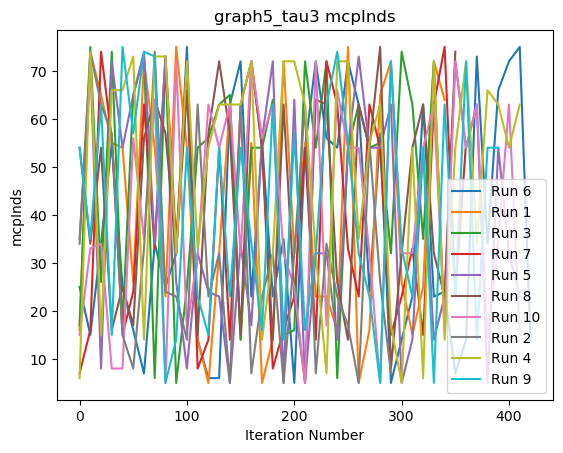 graph5_tau3 mcpInds
mcpInds
70
60
50
40
30
20
10
0 100 200 300 400
Iteration Number
Run 6
Run 1
Run 3
Run 7
Run 5
Run 8
Run 10
Run 2
Run 4
Run 9